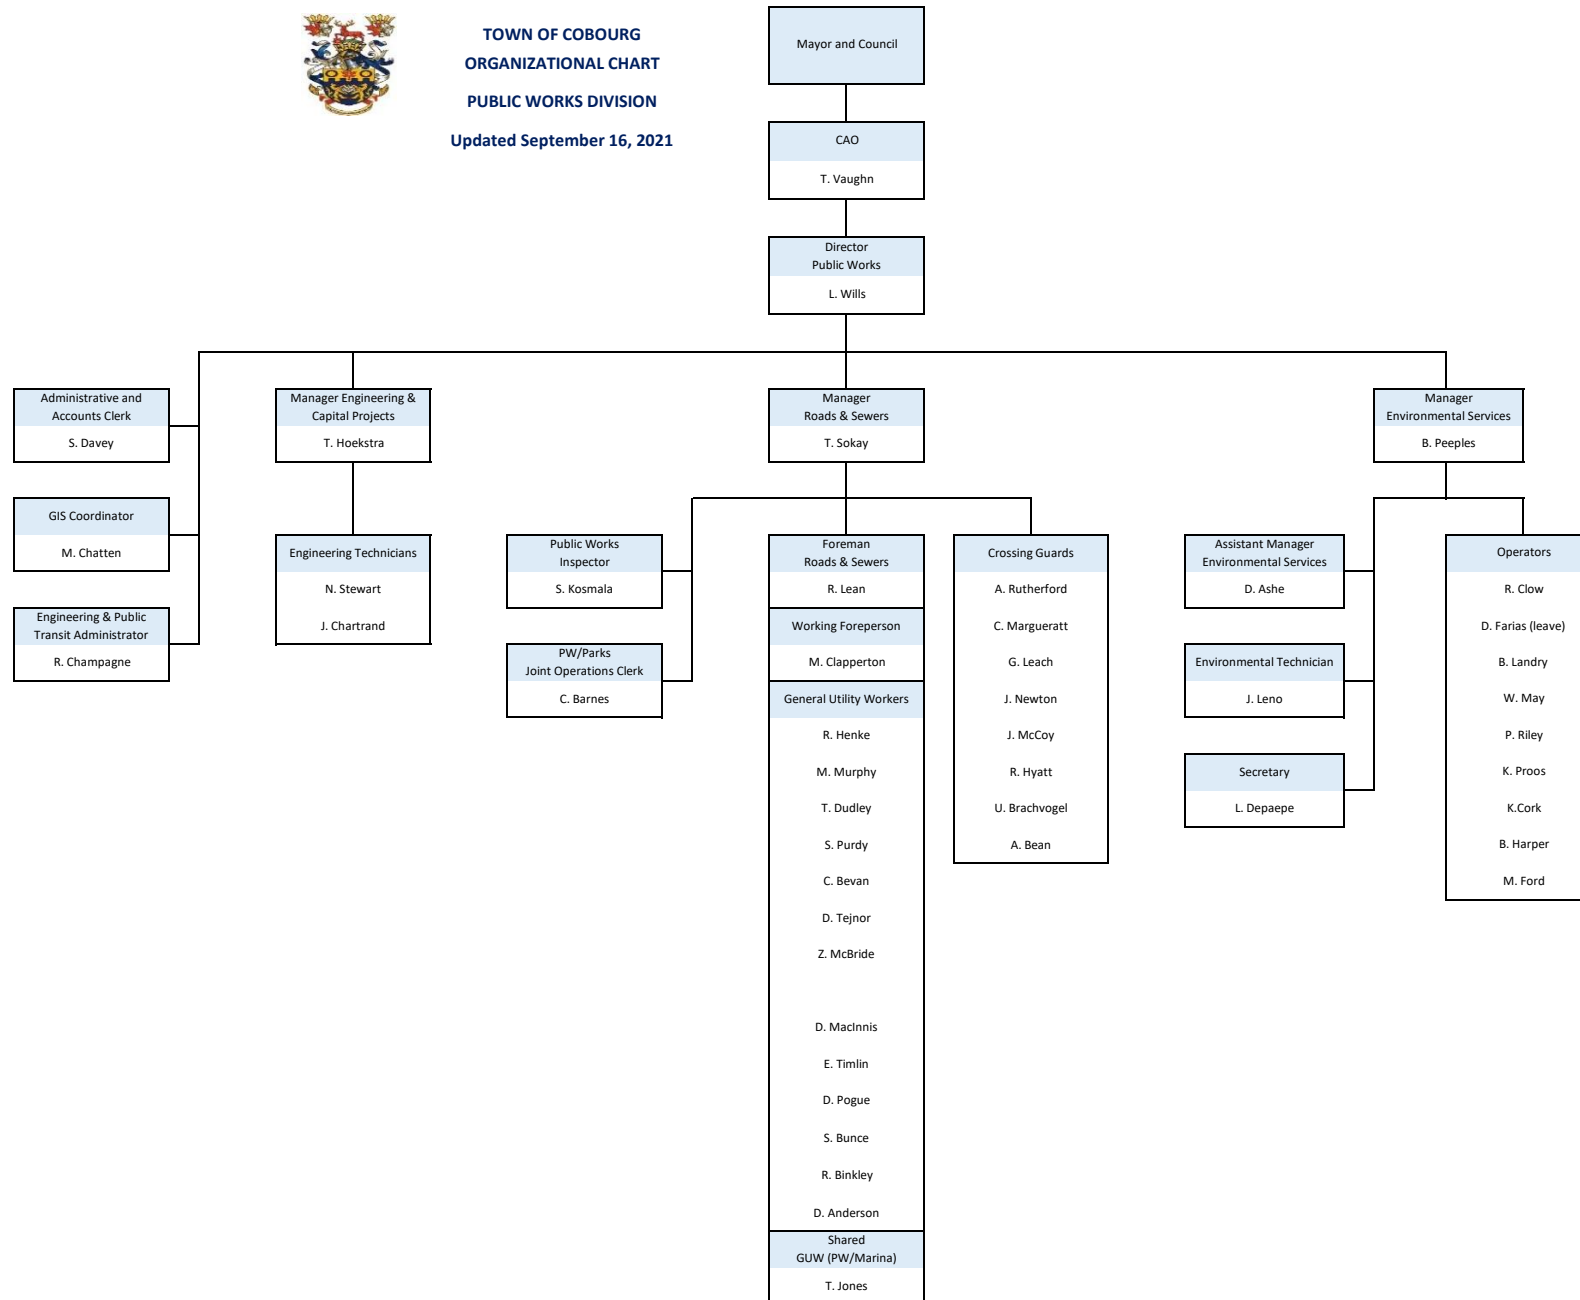 TOWN OF COBOURG
ORGANIZATIONAL CHART
PUBLIC WORKS DIVISION
Updated September 16, 2021
Mayor and Council
CAO
T. Vaughn
Director
Public Works
L. Wills
Administrative and
Accounts Clerk
S. Davey
GIS Coordinator
M. Chatten
Engineering & Public
Transit Administrator
R. Champagne
Manager Engineering &
Capital Projects
T. Hoekstra
Engineering Technicians
N. Stewart
J. Chartrand
Manager
Roads & Sewers
T. Sokay
Public Works
Inspector
S. Kosmala
PW/Parks
Joint Operations Clerk
C. Barnes
Foreman
Roads & Sewers
R. Lean
Working Foreperson
M. Clapperton
General Utility Workers
R. Henke
M. Murphy
T. Dudley
S. Purdy
C. Bevan
D. Tejnor
Z. McBride
D. MacInnis
E. Timlin
D. Pogue
S. Bunce
R. Binkley
D. Anderson
Shared
GUW (PW/Marina)
T. Jones
Crossing Guards
A. Rutherford
C. Margueratt
G. Leach
J. Newton
J. McCoy
R. Hyatt
U. Brachvogel
A. Bean
Manager
Environmental Services
B. Peeples
Assistant Manager
Environmental Services
D. Ashe
Environmental Technician
J. Leno
Secretary
L. Depaepe
Operators
R. Clow
D. Farias (leave)
B. Landry
W. May
P. Riley
K. Proos
K.Cork
B. Harper
M. Ford